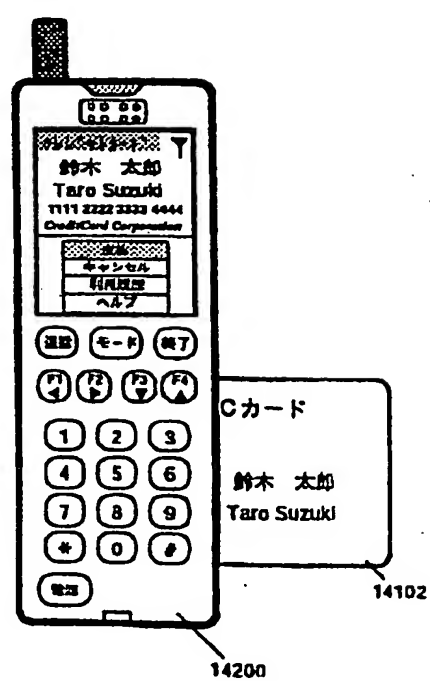 鈴木 太郎
Taro Suzuki
1111 2222 3333 4444
CreditCard Corporation
キャンセル
利用履歴
ヘルプ
モード 終了
F1 F2 F3 F4
1 2 3
4 5 6
7 8 9
* 0 #
電源
Cカード
鈴木 太郎
Taro Suzuki
14102
14200